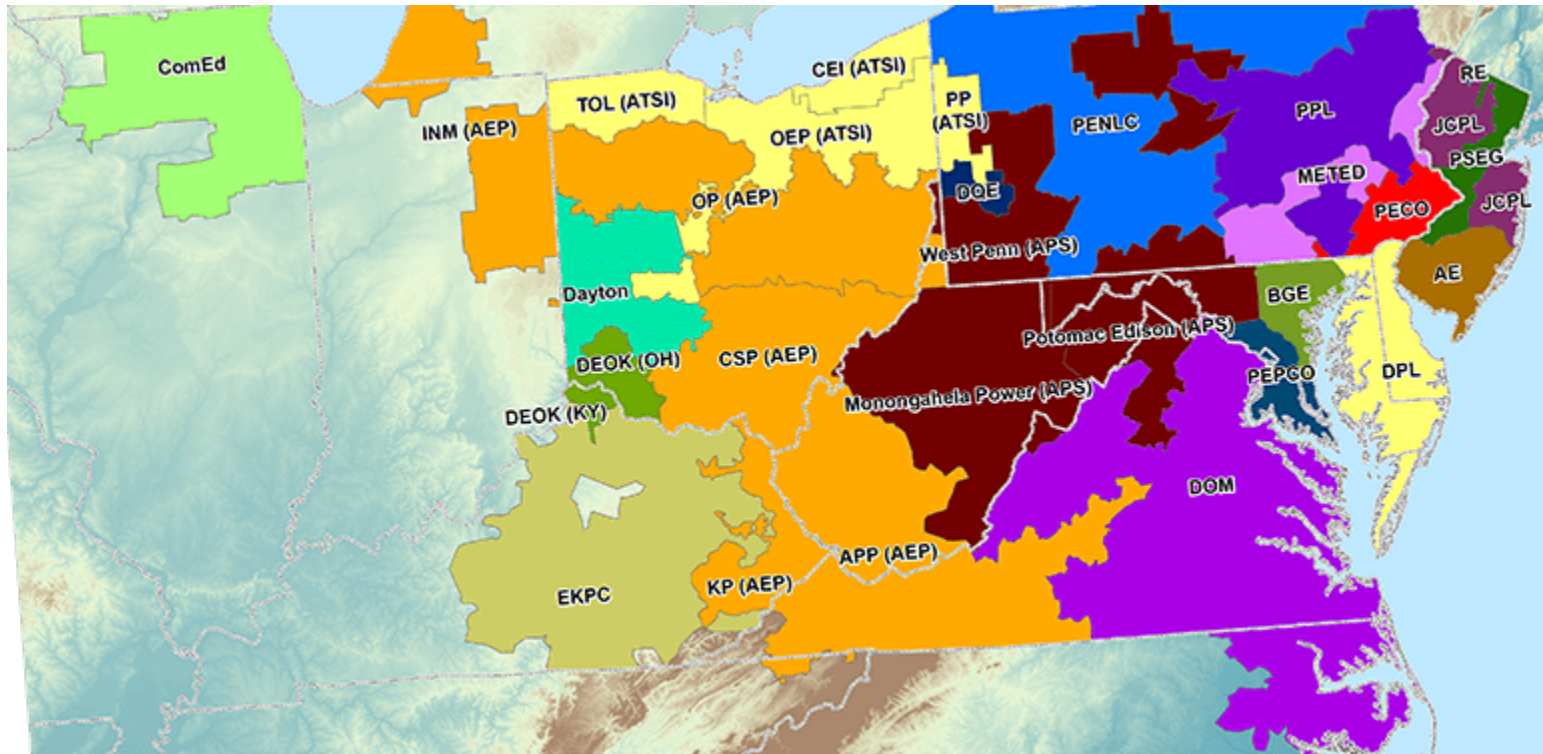 ComEd
CEI (ATSI)
RE
TOL (ATSI)
PP
(ATSI)
INM (AEP)
OEP (ATSI)
PENLC
PPL
JCPL
PSEG
METED
DQE
OP (AEP)
PECO
JCPL
West Penn (APS)
AE
Dayton
BGE
Potomac Edison (APS)
CSP (AEP)
DEOK (OH)
PEPCO
DPL
Monongahela Power (APS)
DEOK (KY)
DOM
APP (AEP)
KP (AEP)
EKPC